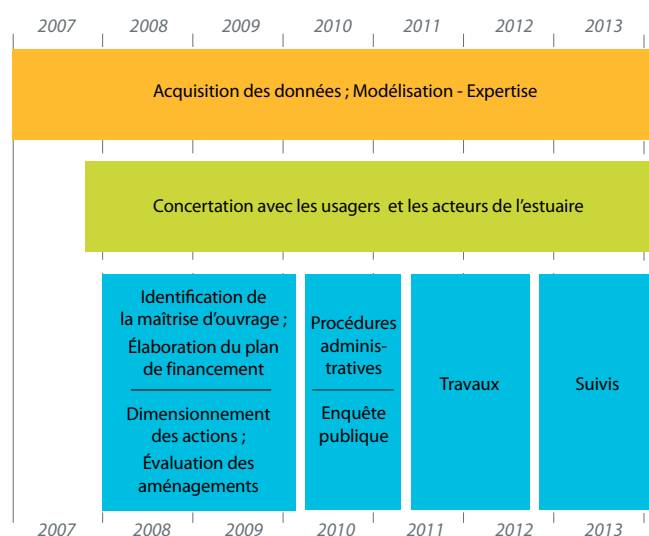 2007 2008 2009 2010 2011 2012 2013
Acquisition des données ; Modélisation - Expertise
Concertation avec les usagers et les acteurs de l’estuaire
Identification de
la maîtrise d’ouvrage ;
Élaboration du plan
de financement
Dimensionnement
des actions ;
Évaluation des
aménagements
Procédures
adminis-
tratives
Enquête
publique
Travaux
Suivis
2007 2008 2009 2010 2011 2012 2013